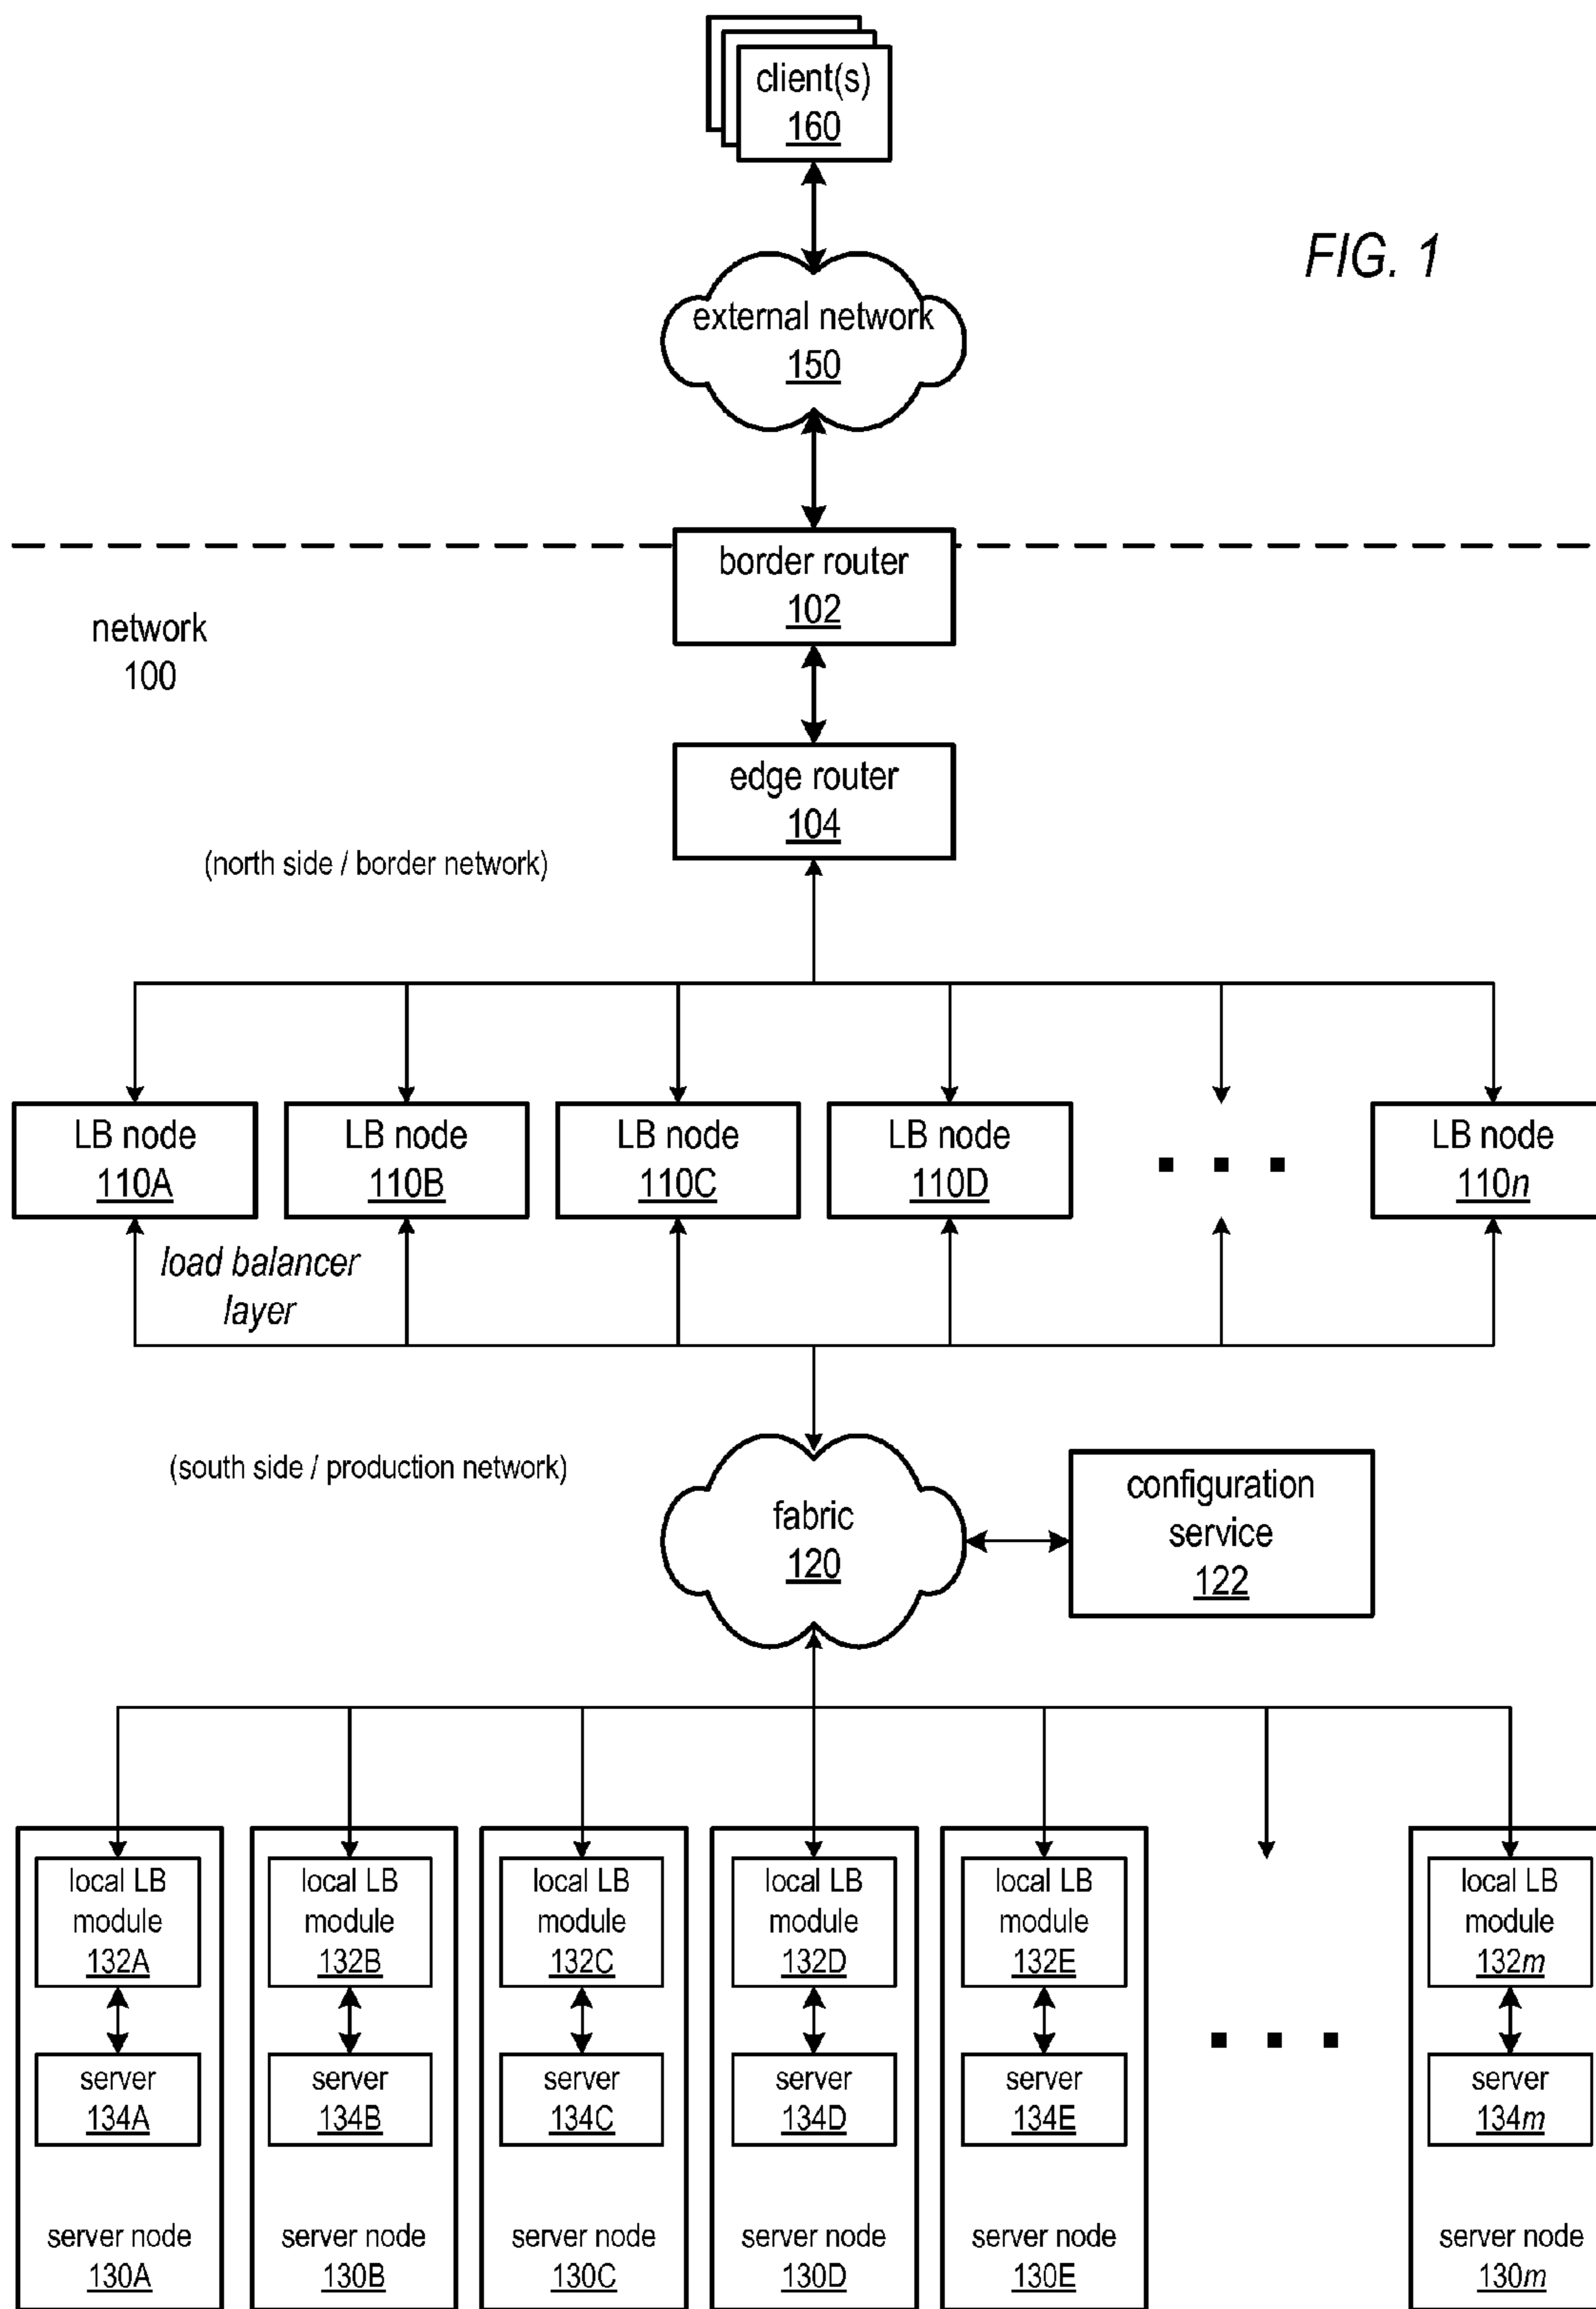 client(s)
160
FIG. 1
external network
150
border router
102
network
100
edge router
104
(north side / border network)
LB node
110A
LB node
110B
LB node
110C
LB node
110D
LB node
110n
load balancer
layer
(south side / production network)
fabric
120
configuration
service
122
local LB
module
132A
server
134A
server node
130A
local LB
module
132B
server
134B
server node
130B
local LB
module
132C
server
134C
server node
130C
local LB
module
132D
server
134D
server node
130D
local LB
module
132E
server
134E
server node
130E
local LB
module
132m
server
134m
server node
130m